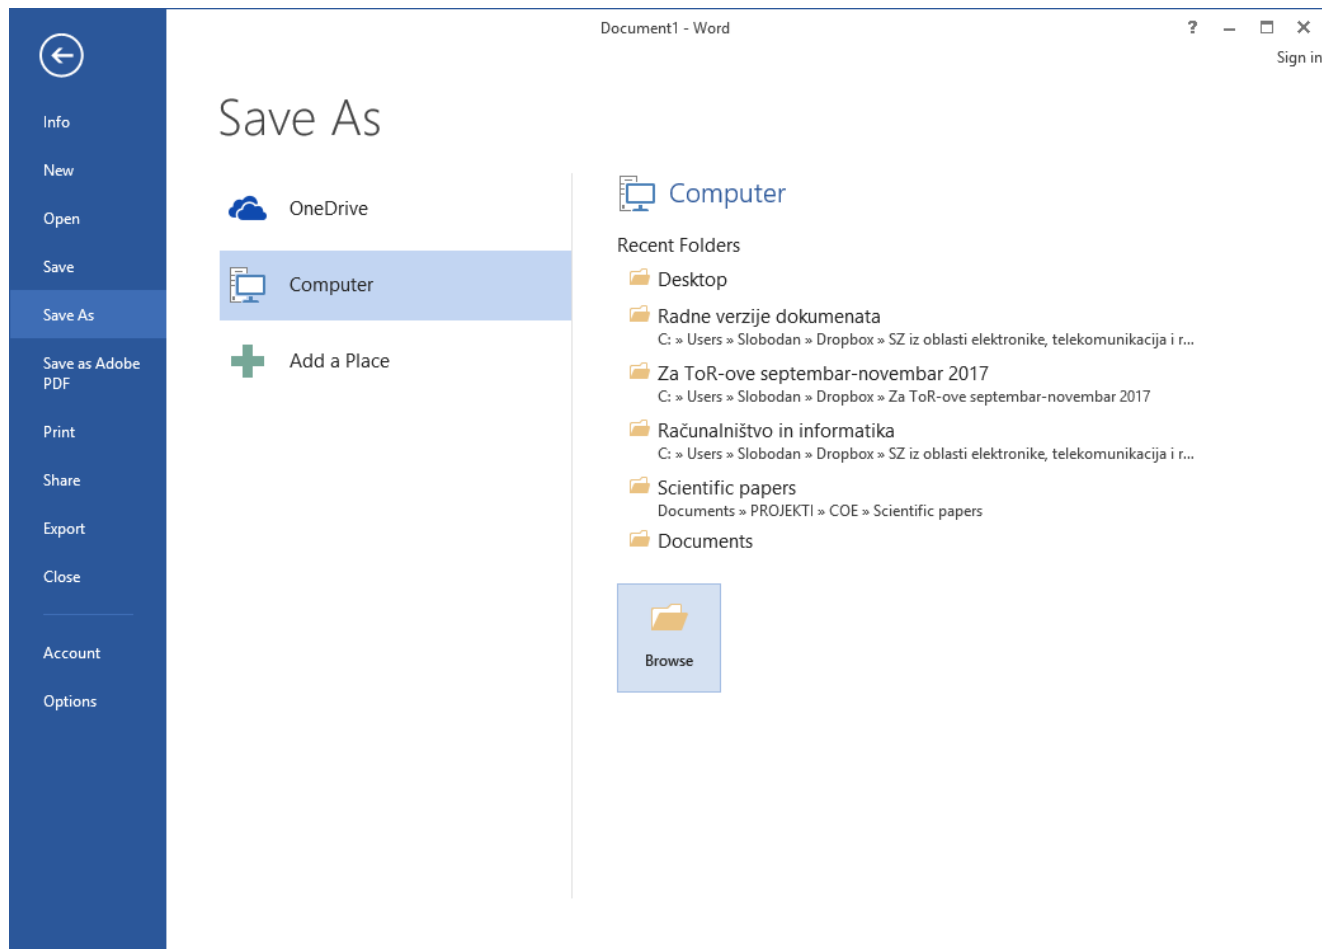 Document1 - Word
?
Sign in
Info
New
Open
Save
Save As
Save as Adobe
PDF
Print
Share
Export
Close
Account
Options
Save As
OneDrive
Computer
Add a Place
Computer
Recent Folders
Desktop
Radne verzije dokumenata
C: » Users » Slobodan » Dropbox » SZ iz oblasti elektronike, telekomunikacija i r...
Za ToR-ove septembar-novembar 2017
C: » Users » Slobodan » Dropbox » Za ToR-ove septembar-novembar 2017
Računalništvo in informatika
C: » Users » Slobodan » Dropbox » SZ iz oblasti elektronike, telekomunikacija i r...
Scientific papers
Documents » PROJEKTI » COE » Scientific papers
Documents
Browse